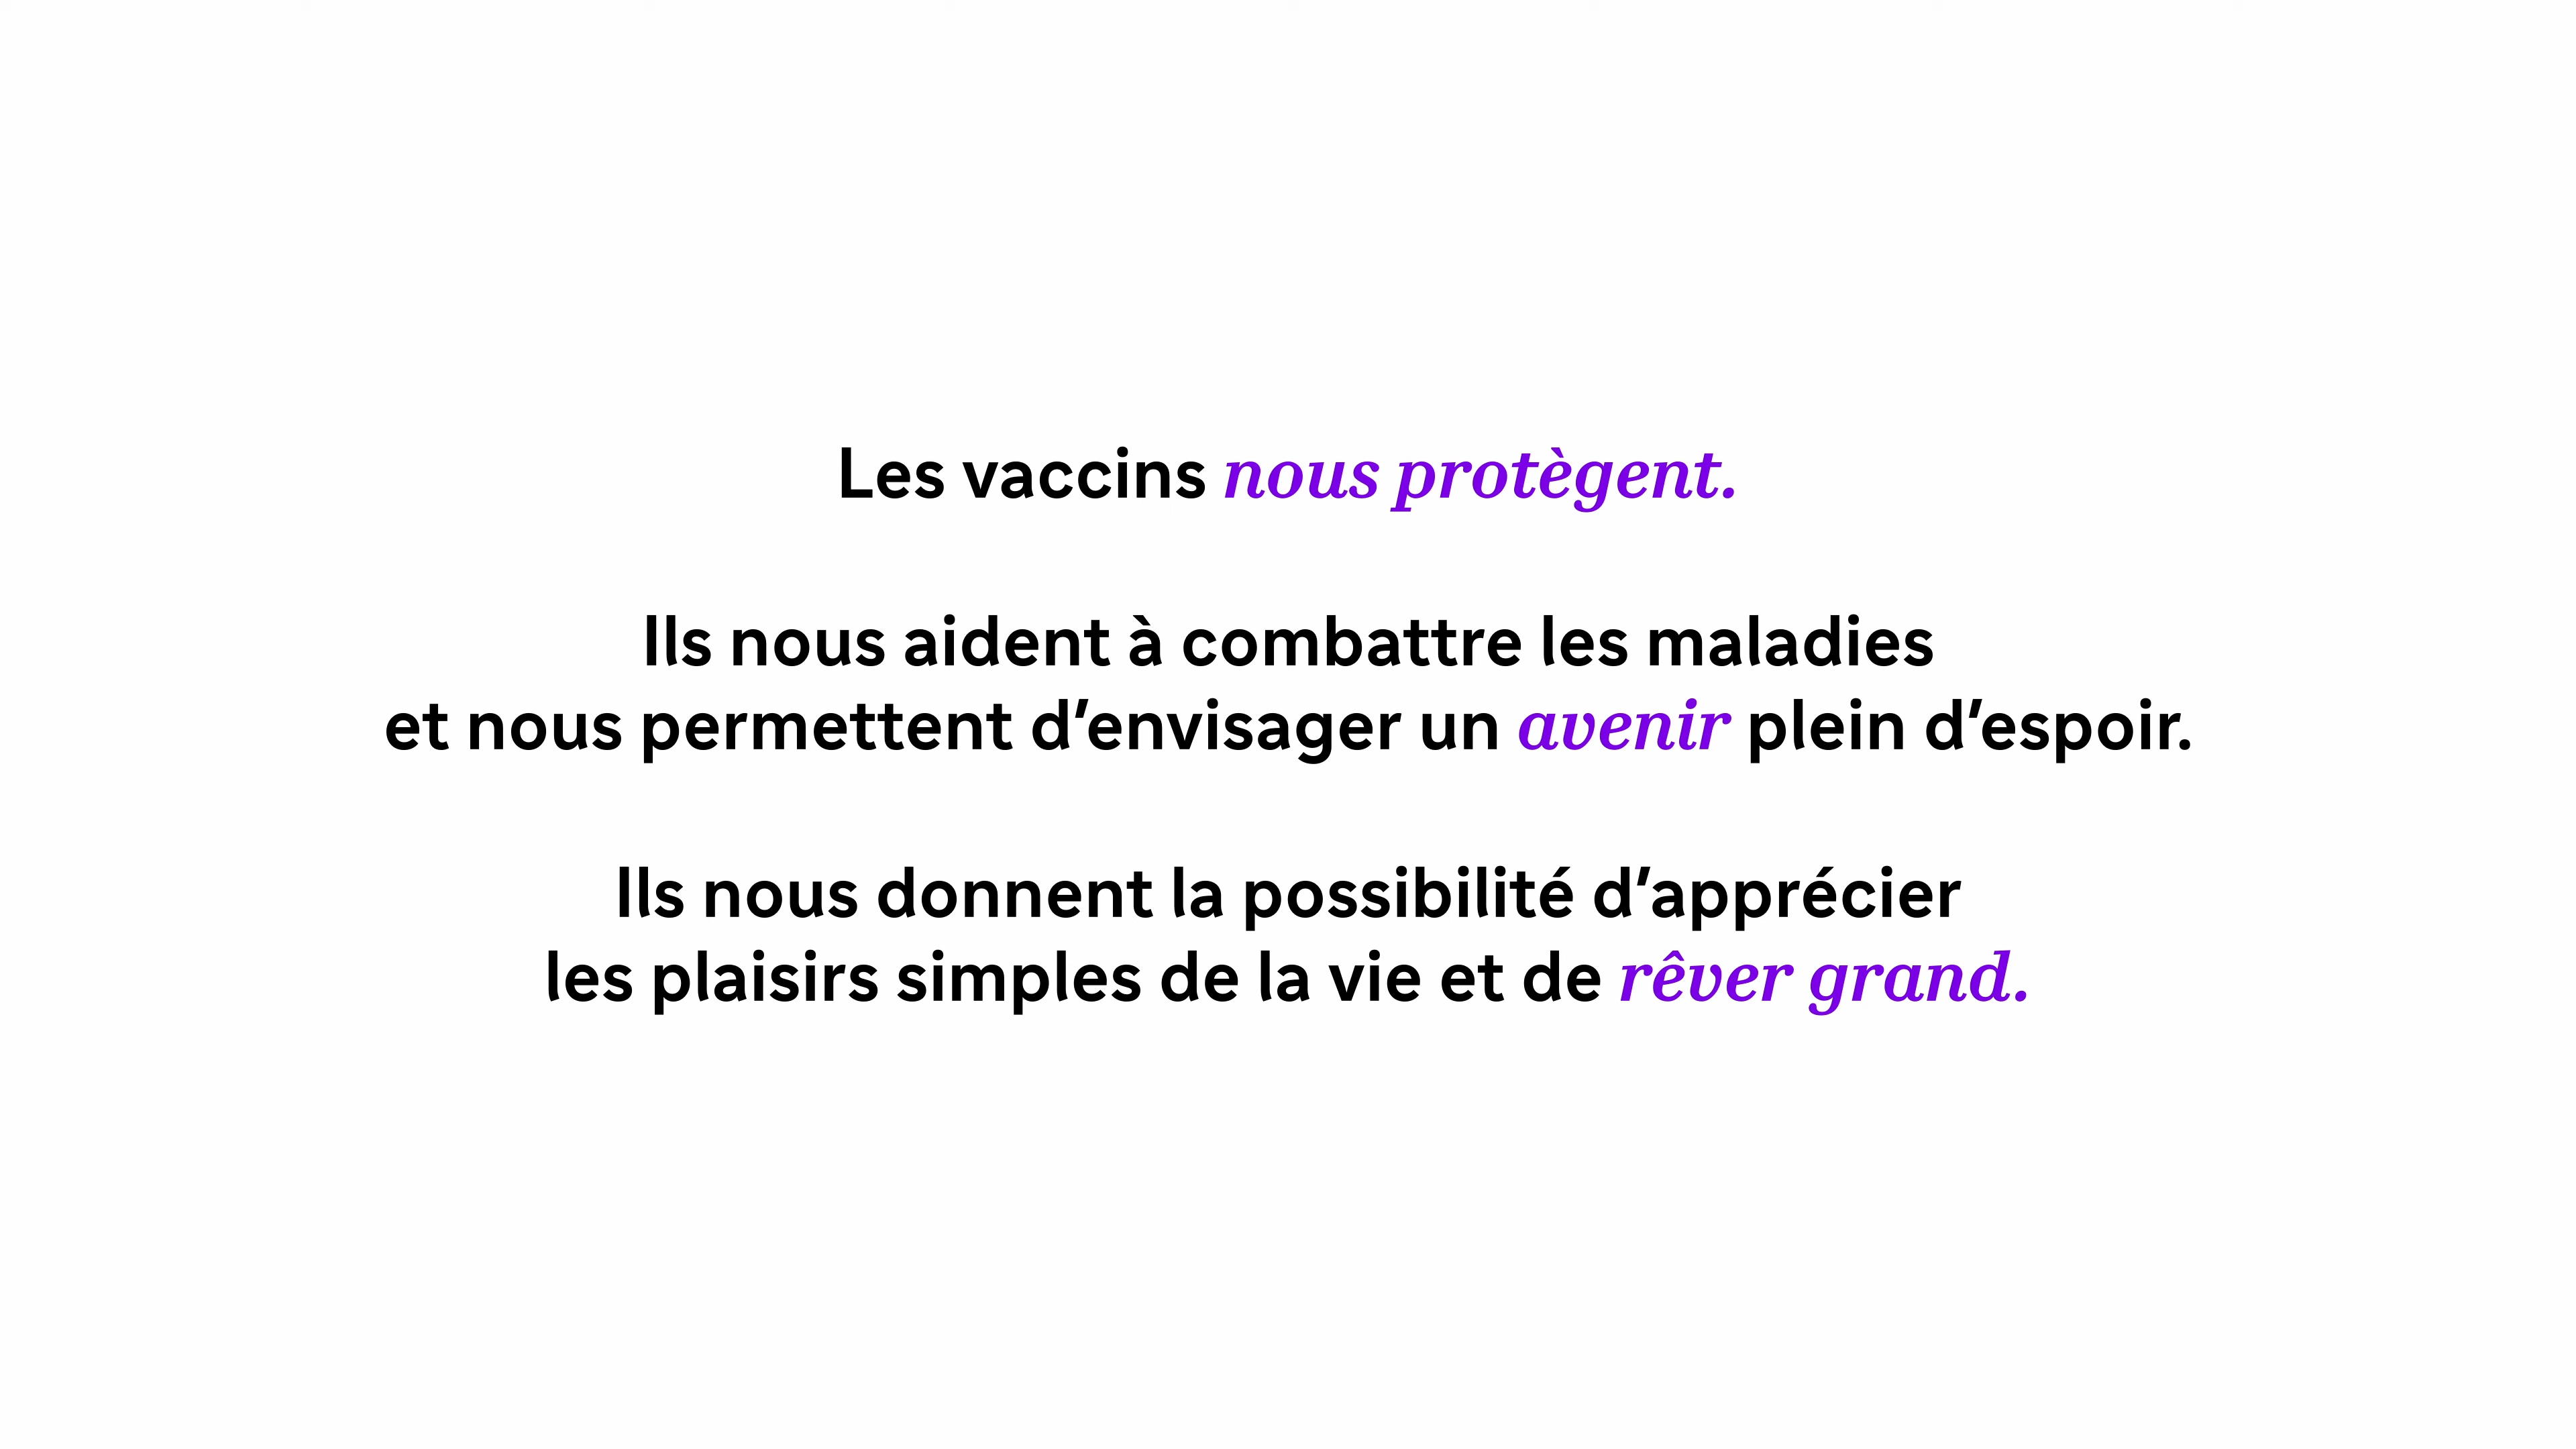 Les vaccins nous protègent.
Ils nous aident à combattre les maladies
et nous permettent d’envisager un avenir plein d’espoir.
Ils nous donnent la possibilité d’apprécier
les plaisirs simples de la vie et de rêver grand.